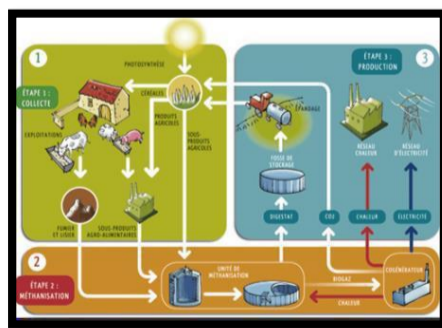 1
ÉTAPE 1 :
COLLECTE
PHOTOSYNTHÈSE
CÉRÉALES
PRODUITS
AGRICOLES
SOUS-
PRODUITS
AGRICOLES
EXPLOITATIONS
FUMIER
ET LISIER
SOUS-PRODUITS
AGRO-ALIMENTAIRES
ÉTAPE 3 :
PRODUCTION
3
ÉPANDAGE
FOSSE DE
STOCKAGE
RÉSEAU
CHALEUR
RÉSEAU
D'ÉLECTRICITÉ
DIGESTAT
CO2
CHALEUR
ÉLECTRICITÉ
2
ÉTAPE 2 :
MÉTHANISATION
UNITÉ DE
MÉTHANISATION
BIOGAZ
CHALEUR
COGÉNÉRATEUR